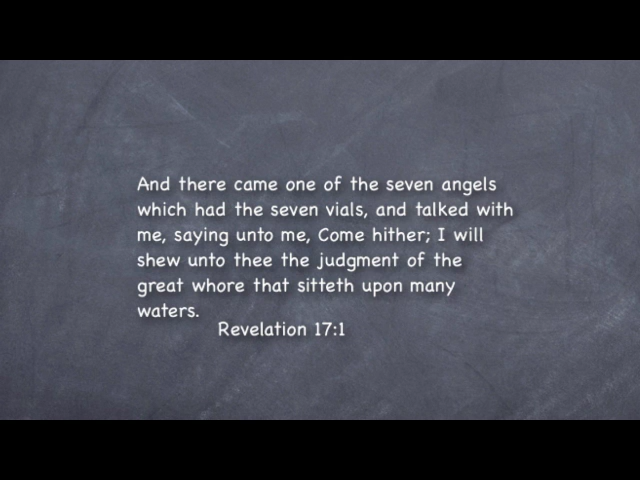 And there came one of the seven angels
which had the seven vials, and talked with
me, saying unto me, Come hither; I will
shew unto thee the judgment of the
great whore that sitteth upon many
waters.
Revelation 17:1